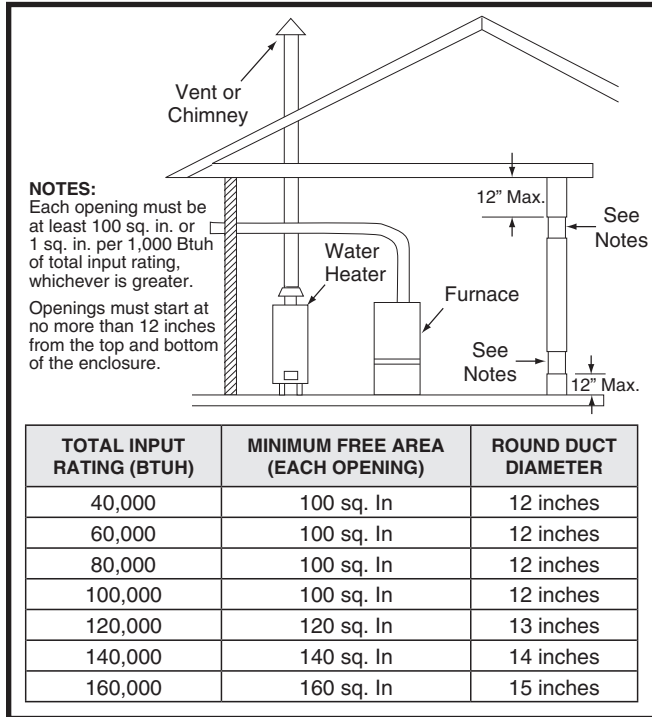 Vent or
Chimney
NOTES:
Each opening must be
at least 100 sq. in. or
1 sq. in. per 1,000 Btuh
of total input rating,
whichever is greater.
Openings must start at
no more than 12 inches
from the top and bottom
of the enclosure.
Water
Heater
Furnace
12” Max.
See
Notes
See
Notes
12” Max.
TOTAL INPUT
RATING (BTUH)
MINIMUM FREE AREA
(EACH OPENING)
ROUND DUCT
DIAMETER
40,000 100 sq. In 12 inches
60,000 100 sq. In 12 inches
80,000 100 sq. In 12 inches
100,000 100 sq. In 12 inches
120,000 120 sq. In 13 inches
140,000 140 sq. In 14 inches
160,000 160 sq. In 15 inches